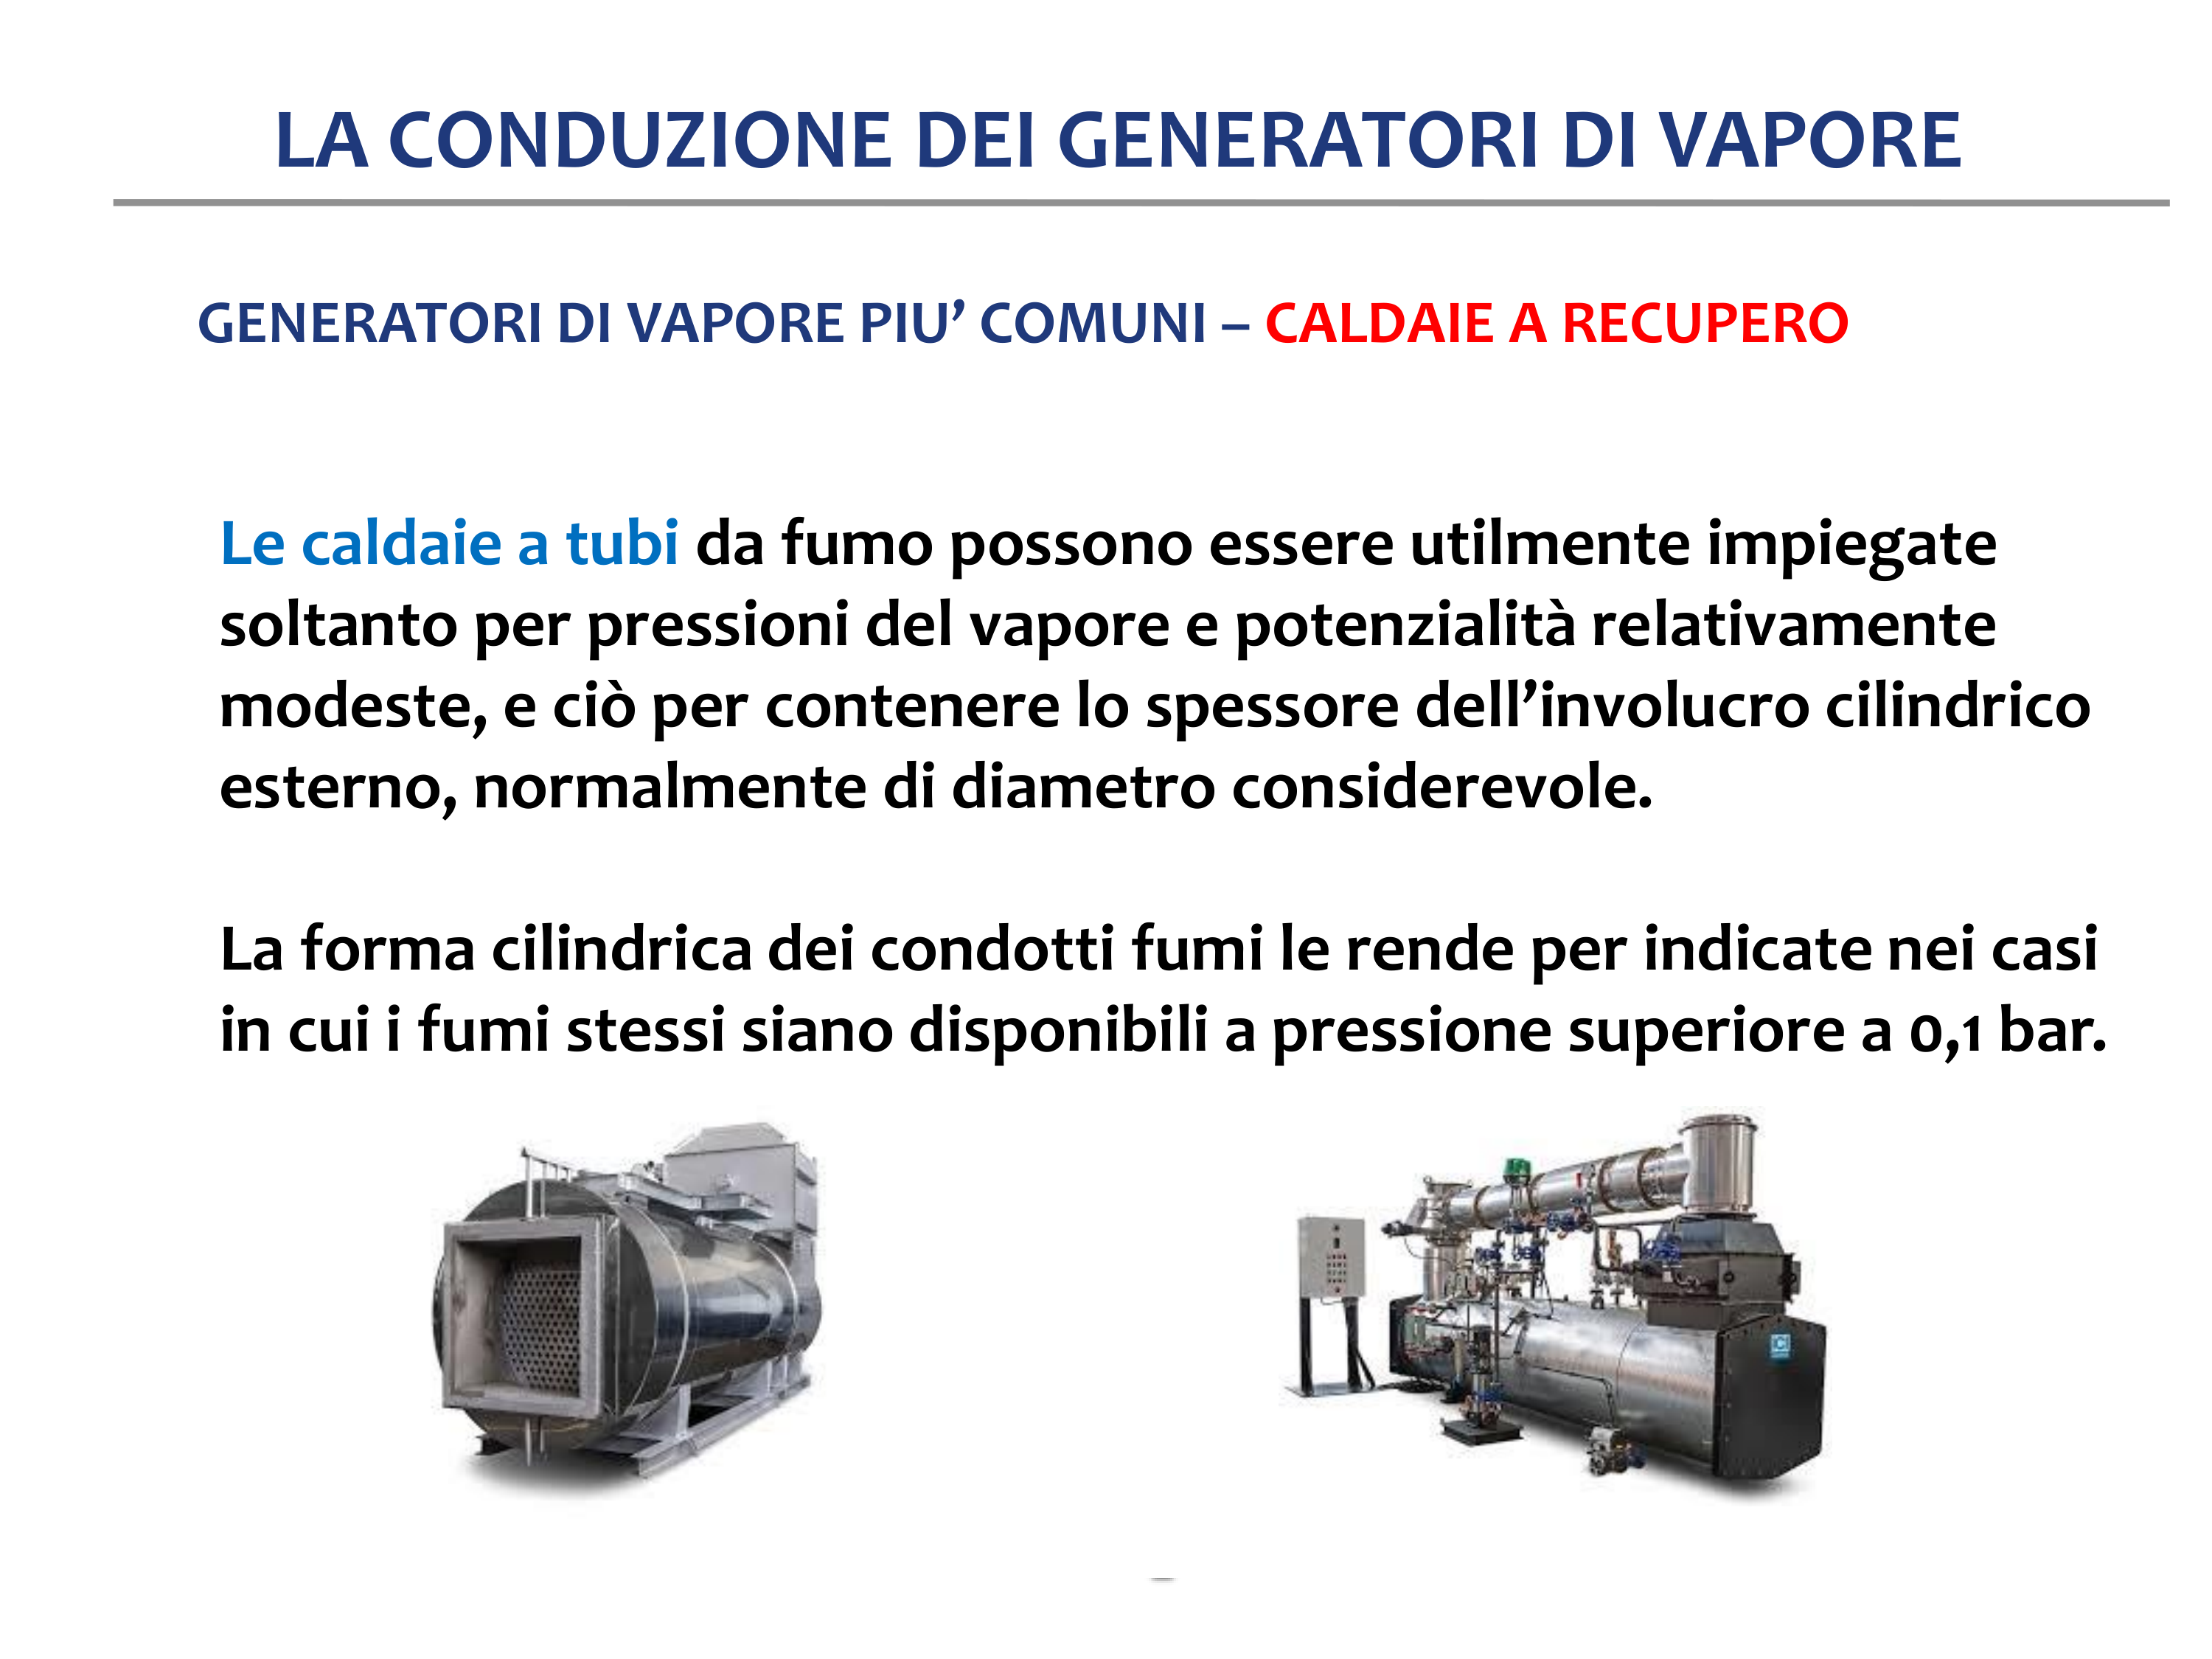 LA CONDUZIONE DEI GENERATORI DI VAPORE
GENERATORI DI VAPORE PIU’ COMUNI – CALDAIE A RECUPERO
Le caldaie a tubi da fumo possono essere utilmente impiegate
soltanto per pressioni del vapore e potenzialità relativamente
modeste, e ciò per contenere lo spessore dell’involucro cilindrico
esterno, normalmente di diametro considerevole.
La forma cilindrica dei condotti fumi le rende per indicate nei casi
in cui i fumi stessi siano disponibili a pressione superiore a 0,1 bar.